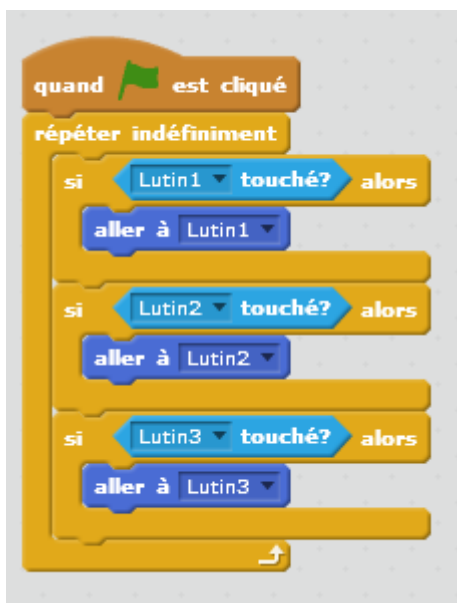 quand est cliqué
répéter indéfiniment
si Lutin1 touché? alors
aller à Lutin1
si Lutin2 touché? alors
aller à Lutin2
si Lutin3 touché? alors
aller à Lutin3